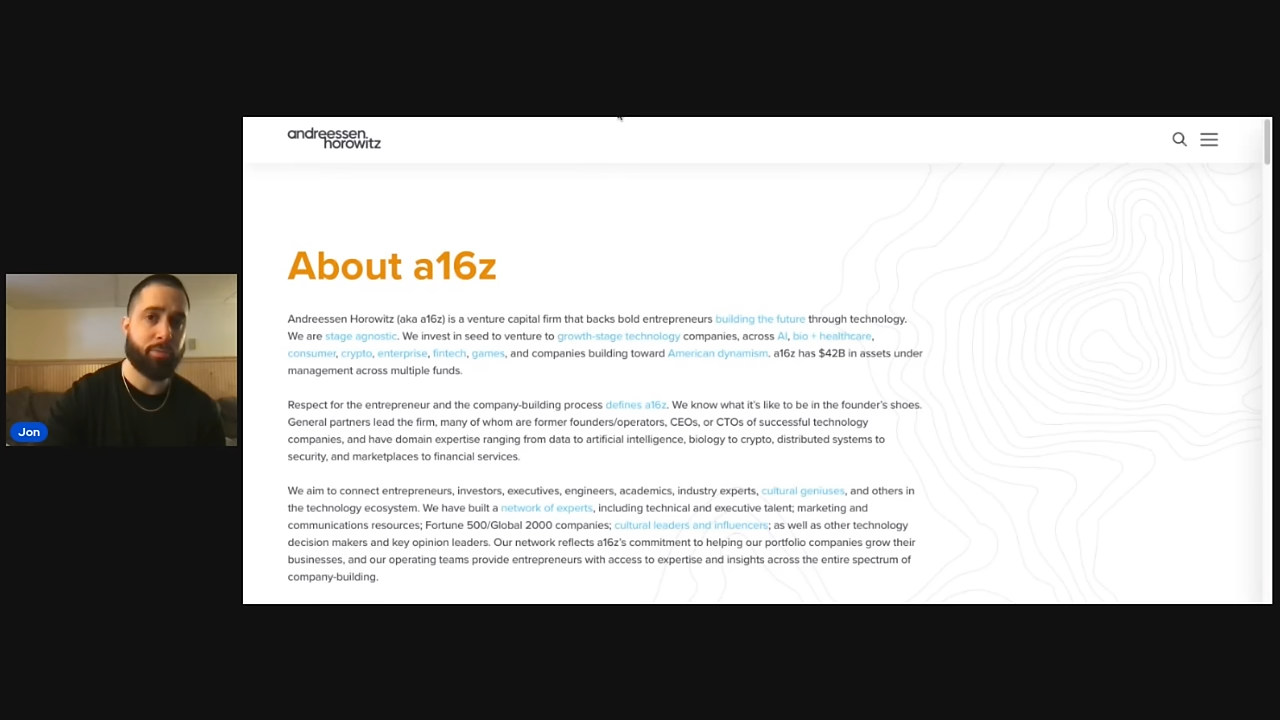 andreessen.
horowitz
About a16z
Andreessen Horowitz (aka a16z) is a venture capital firm that backs bold entrepreneurs building the future through technology.
We are stage agnostic. We invest in seed to venture to growth-stage technology companies, across AI, bio + healthcare,
consumer, crypto, enterprise, fintech, games, and companies building toward American dynamism. a16z has $42B in assets under
management across multiple funds.
Respect for the entrepreneur and the company-building process defines a16z. We know what it's like to be in the founder's shoes.
General partners lead the firm, many of whom are former founders/operators, CEOs, or CTOs of successful technology
companies, and have domain expertise ranging from data to artificial intelligence, biology to crypto, distributed systems to
security, and marketplaces to financial services.
We aim to connect entrepreneurs, investors, executives, engineers, academics, industry experts, cultural geniuses, and others in
the technology ecosystem. We have built a network of experts, including technical and executive talent; marketing and
communications resources; Fortune 500/Global 2000 companies; cultural leaders and influencers; as well as other technology
decision makers and key opinion leaders. Our network reflects a16z's commitment to helping our portfolio companies grow their
businesses, and our operating teams provide entrepreneurs with access to expertise and insights across the entire spectrum of
company-building.
Jon